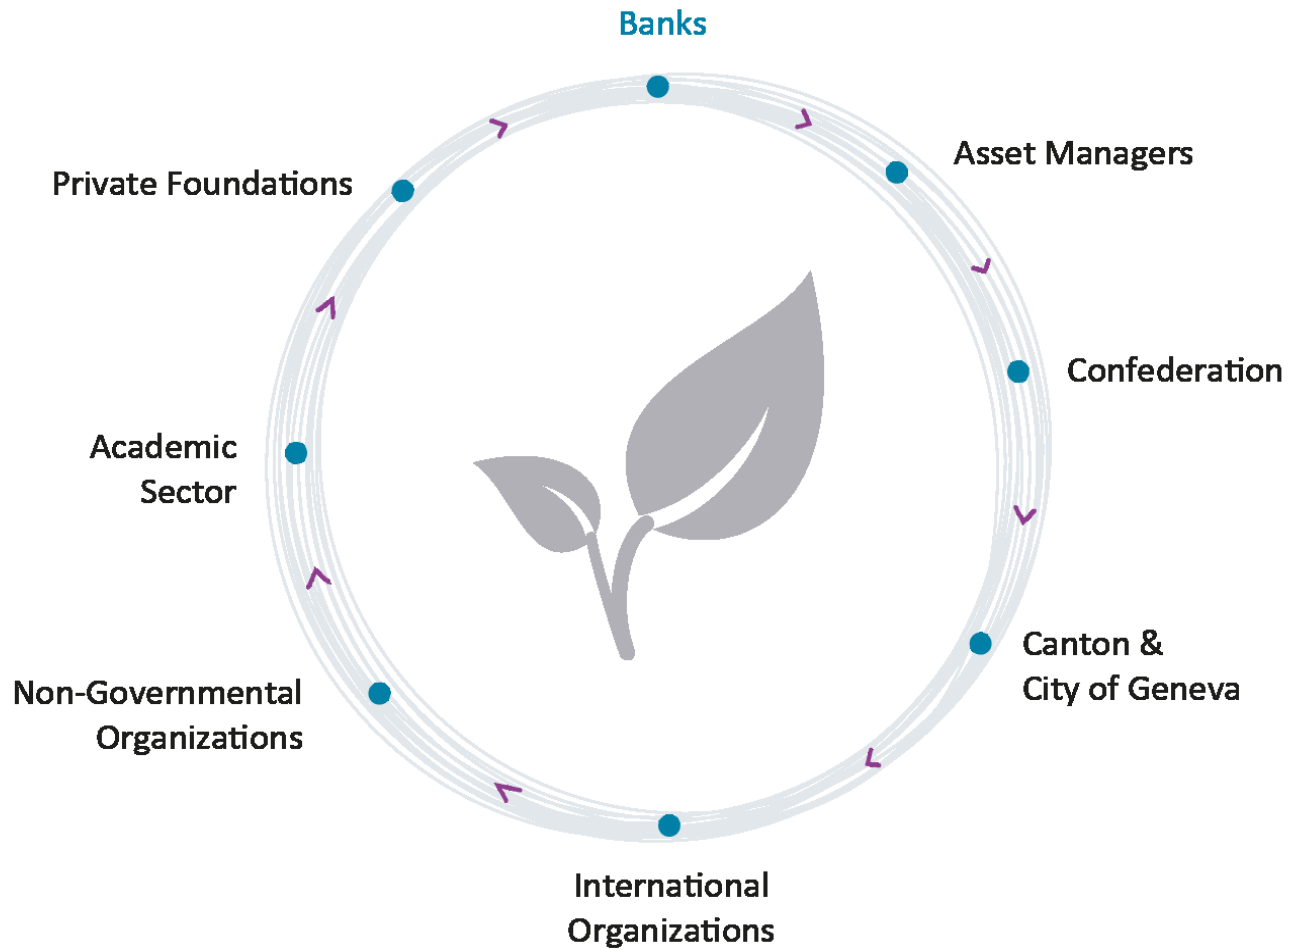 Banks
Asset Managers
Confederation
Canton &
City of Geneva
International
Organizations
Non-Governmental
Organizations
Academic
Sector
Private Foundations